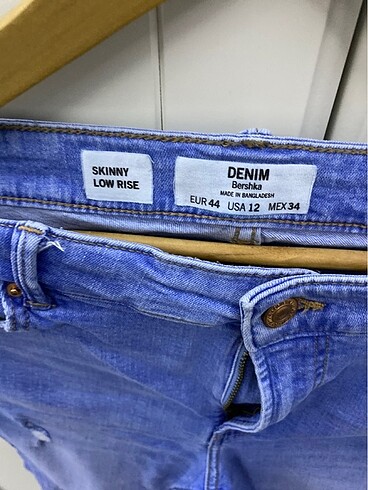 SKINNY
LOW RISE
DENIM
Bershka
MADE IN BANGLADESH
EUR 44 USA 12 MEX 34